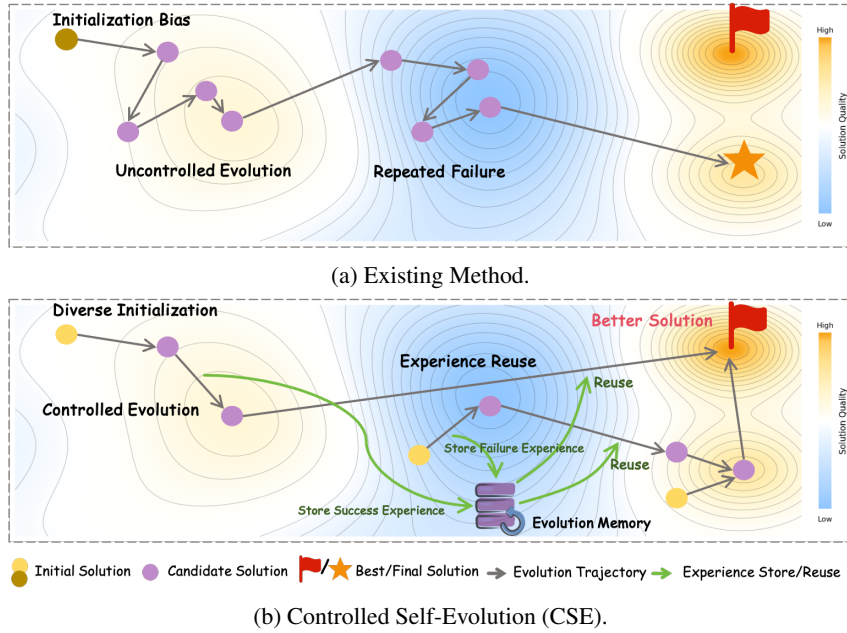 Initialization Bias
Uncontrolled Evolution
Repeated Failure
High
Solution Quality
Low
(a) Existing Method.
Diverse Initialization
Better Solution
Experience Reuse
Reuse
Controlled Evolution
Store Failure Experience
Reuse
Store Success Experience
Evolution Memory
High
Solution Quality
Low
Initial Solution
Candidate Solution
/
Best/Final Solution
Evolution Trajectory
Experience Store/Reuse
(b) Controlled Self-Evolution (CSE).